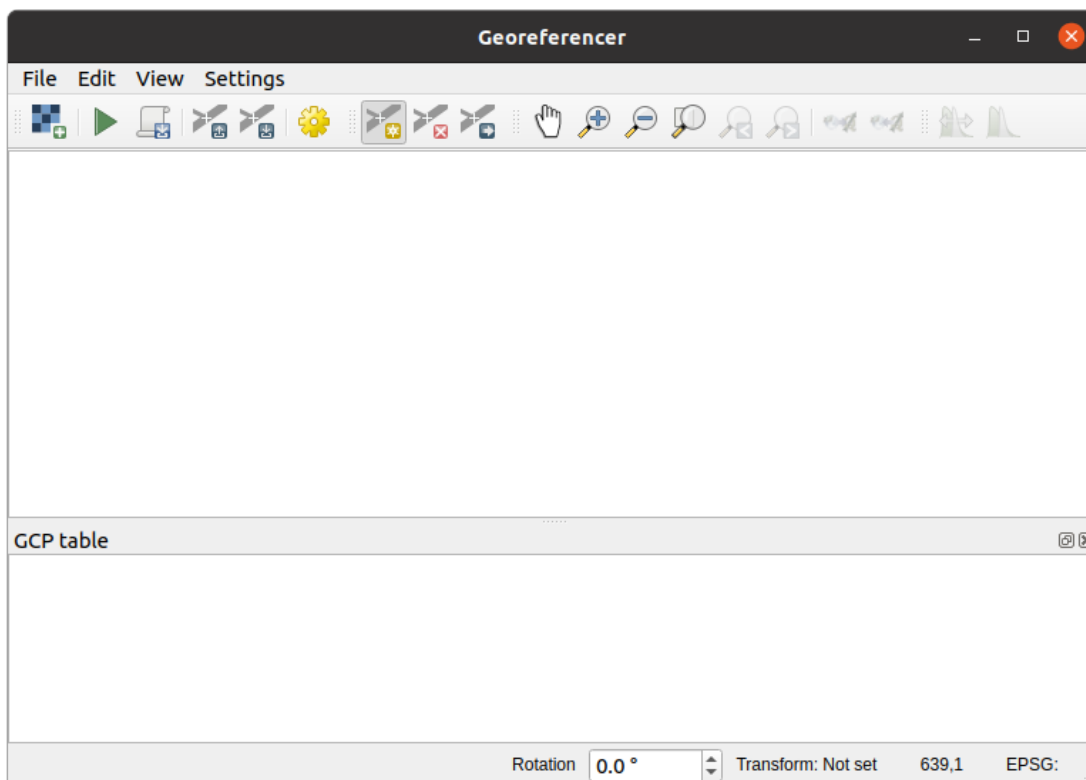 Georeferencer
File Edit View Settings
GCP table
Rotation 0.0 ° Transform: Not set 639,1 EPSG: